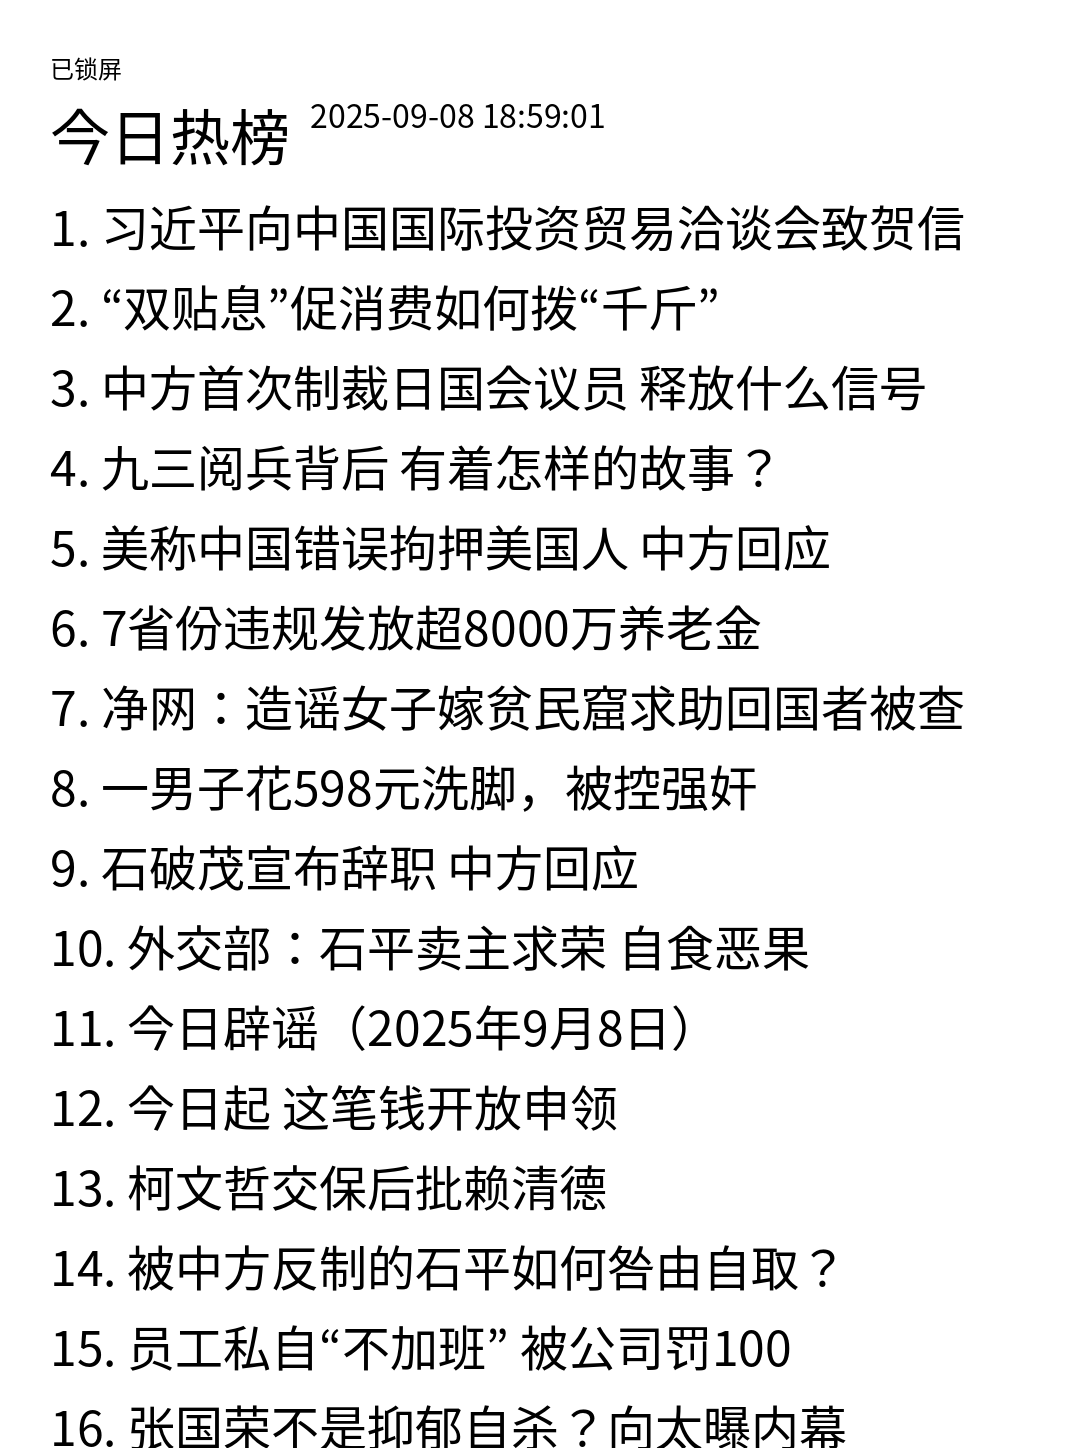 已锁屏
今日热榜 2025-09-08 18:59:01
1. 习近平向中国国际投资贸易洽谈会致贺信
2. “双贴息”促消费如何拨“千斤”
3. 中方首次制裁日国会议员 释放什么信号
4. 九三阅兵背后 有着怎样的故事？
5. 美称中国错误拘押美国人 中方回应
6. 7省份违规发放超8000万养老金
7. 净网：造谣女子嫁贫民窟求助回国者被查
8. 一男子花598元洗脚，被控强奸
9. 石破茂宣布辞职 中方回应
10. 外交部：石平卖主求荣 自食恶果
11. 今日辟谣（2025年9月8日）
12. 今日起 这笔钱开放申领
13. 柯文哲交保后批赖清德
14. 被中方反制的石平如何咎由自取？
15. 员工私自“不加班” 被公司罚100
16. 张国荣不是抑郁自杀？向太曝内幕